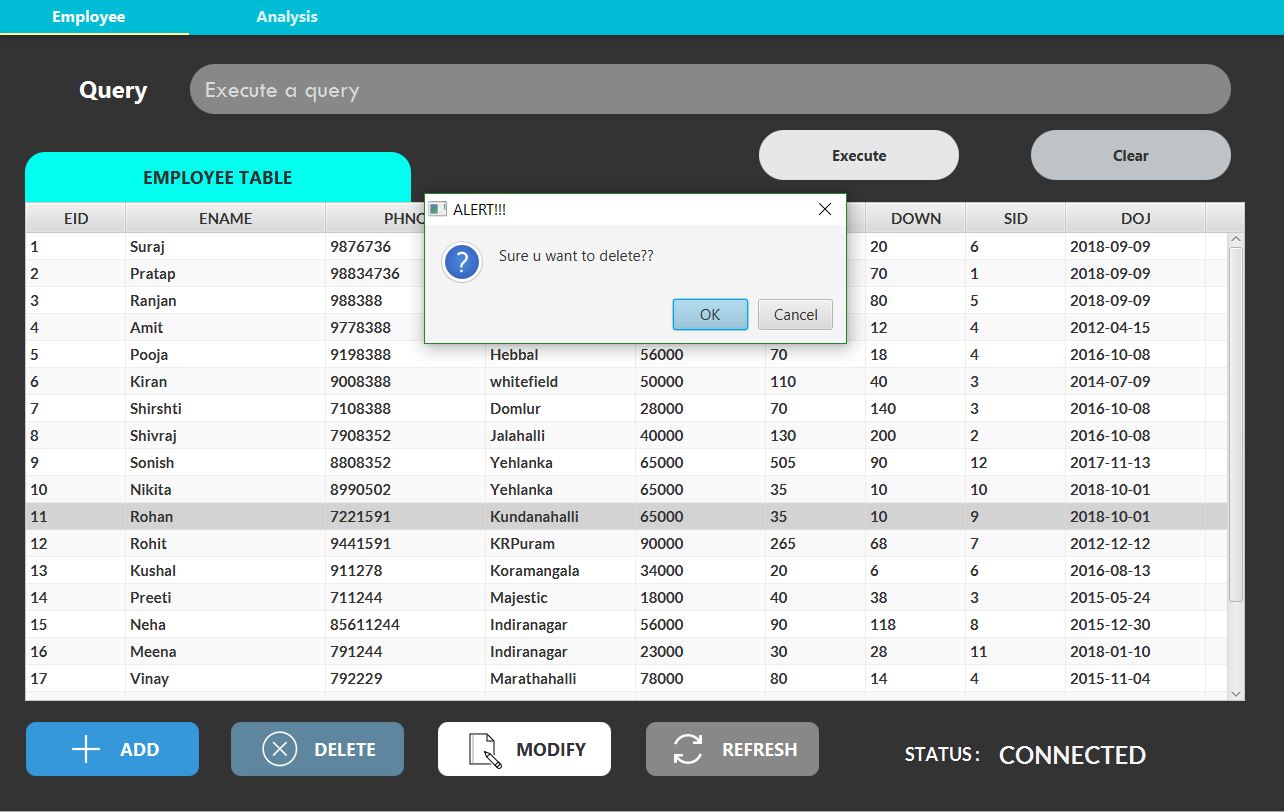 Employee Analysis
Query Execute a query
Execute Clear
EMPLOYEE TABLE
ALERT!!!
Sure u want to delete??
OK Cancel
EID ENAME PHNO DOWN SID DOJ
1 Suraj 9876736 20 6 2018-09-09
2 Pratap 98834736 70 1 2018-09-09
3 Ranjan 988388 80 5 2018-09-09
4 Amit 9778388 12 4 2012-04-15
5 Pooja 9198388 Hebbal 56000 70 18 4 2016-10-08
6 Kiran 9008388 whitefield 50000 110 40 3 2014-07-09
7 Shirshti 7108388 Domlur 28000 70 140 3 2016-10-08
8 Shivraj 7908352 Jalahalli 40000 130 200 2 2016-10-08
9 Sonish 8808352 Yehlanka 65000 505 90 12 2017-11-13
10 Nikita 8990502 Yehlanka 65000 35 10 10 2018-10-01
11 Rohan 7221591 Kundanahalli 65000 35 10 9 2018-10-01
12 Rohit 9441591 KRPuram 90000 265 68 7 2012-12-12
13 Kushal 911278 Koramangala 34000 20 6 6 2016-08-13
14 Preeti 711244 Majestic 18000 40 38 3 2015-05-24
15 Neha 85611244 Indiranagar 56000 90 118 8 2015-12-30
16 Meena 791244 Indiranagar 23000 30 28 11 2018-01-10
17 Vinay 792229 Marathahalli 78000 80 14 4 2015-11-04
ADD DELETE MODIFY REFRESH STATUS: CONNECTED